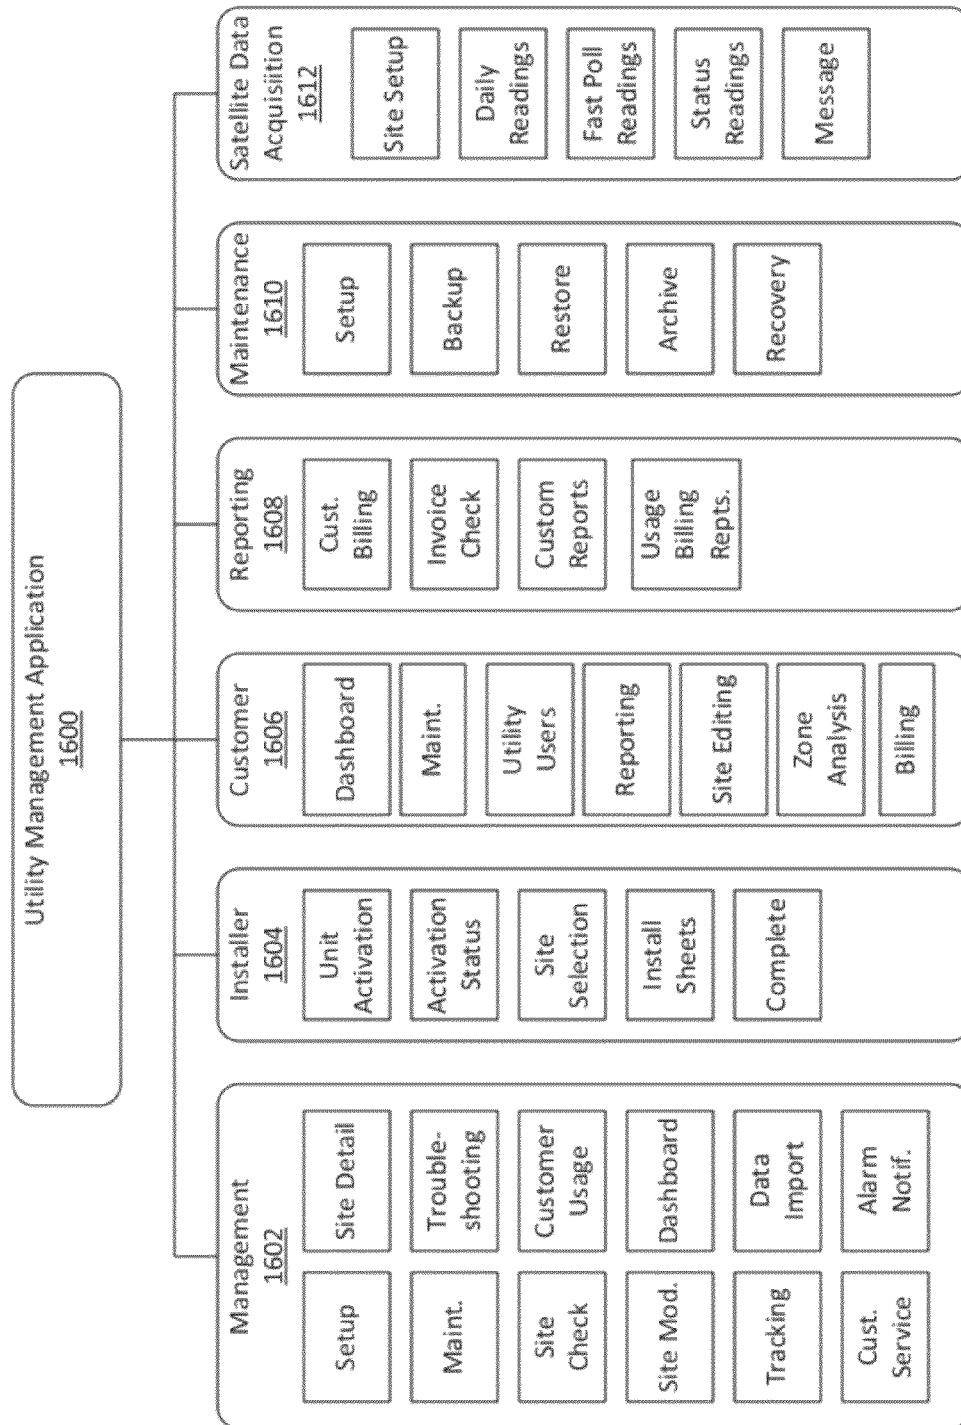 Utility Management Application
1600
Management
1602
Setup
Site Detail
Maint.
Trouble-
shooting
Site
Check
Customer
Usage
Site Mod.
Dashboard
Tracking
Data
Import
Cust.
Service
Alarm
Notif.
Installer
1604
Unit
Activation
Activation
Status
Site
Selection
Install
Sheets
Complete
Customer
1606
Dashboard
Maint.
Utility
Users
Reporting
Site Editing
Zone
Analysis
Billing
Reporting
1608
Cust.
Billing
Invoice
Check
Custom
Reports
Usage
Billing
Repts.
Maintenance
1610
Setup
Backup
Restore
Archive
Recovery
Satellite Data
Acquisition
1612
Site Setup
Daily
Readings
Fast Poll
Readings
Status
Readings
Message